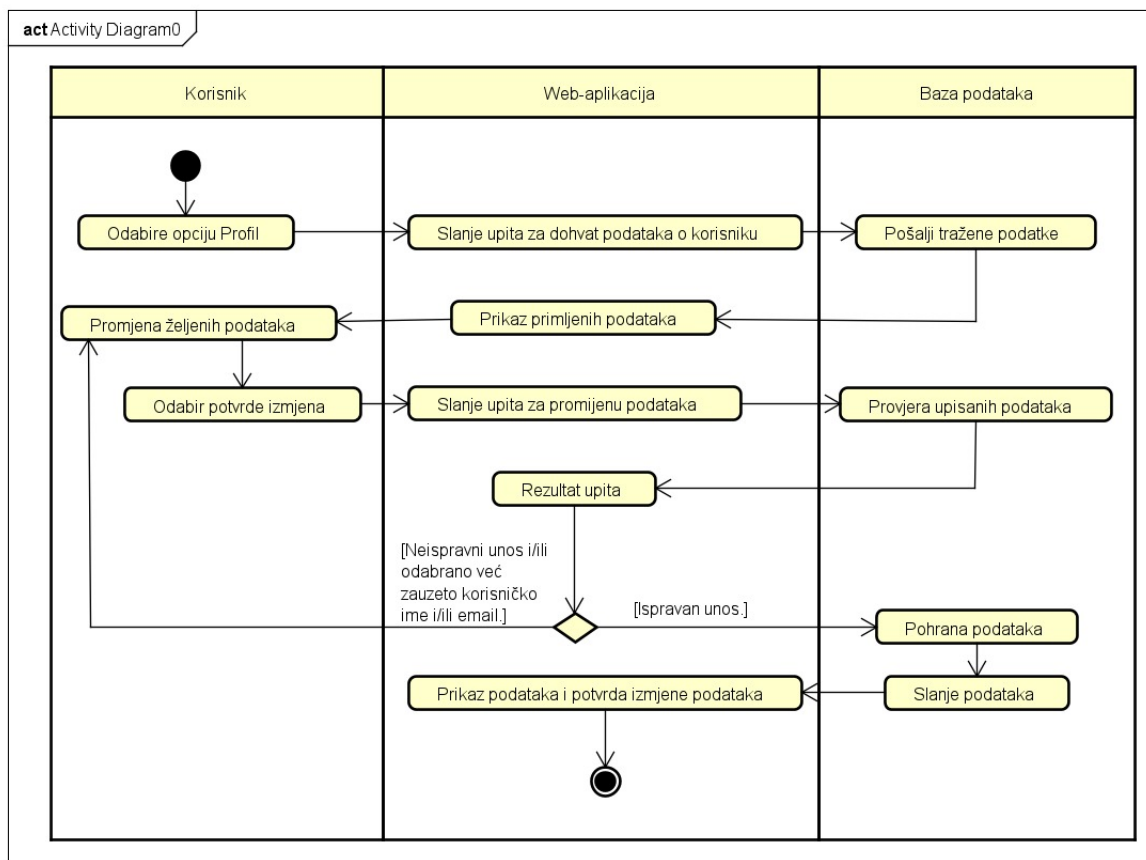 act Activity Diagram0
Korisnik
Web-aplikacija
Baza podataka
Odabire opciju Profil
Slanje upita za dohvat podataka o korisniku
Pošalji tražene podatke
Promjena željenih podataka
Prikaz primljenih podataka
Odabir potvrde izmjena
Slanje upita za promijenu podataka
Provjera upisanih podataka
Rezultat upita
[Neispravni unos i/ili
odabrano već
zauzeto korisničko
ime i/ili email.]
[Ispravan unos.]
Pohrana podataka
Prikaz podataka i potvrda izmjene podataka
Slanje podataka